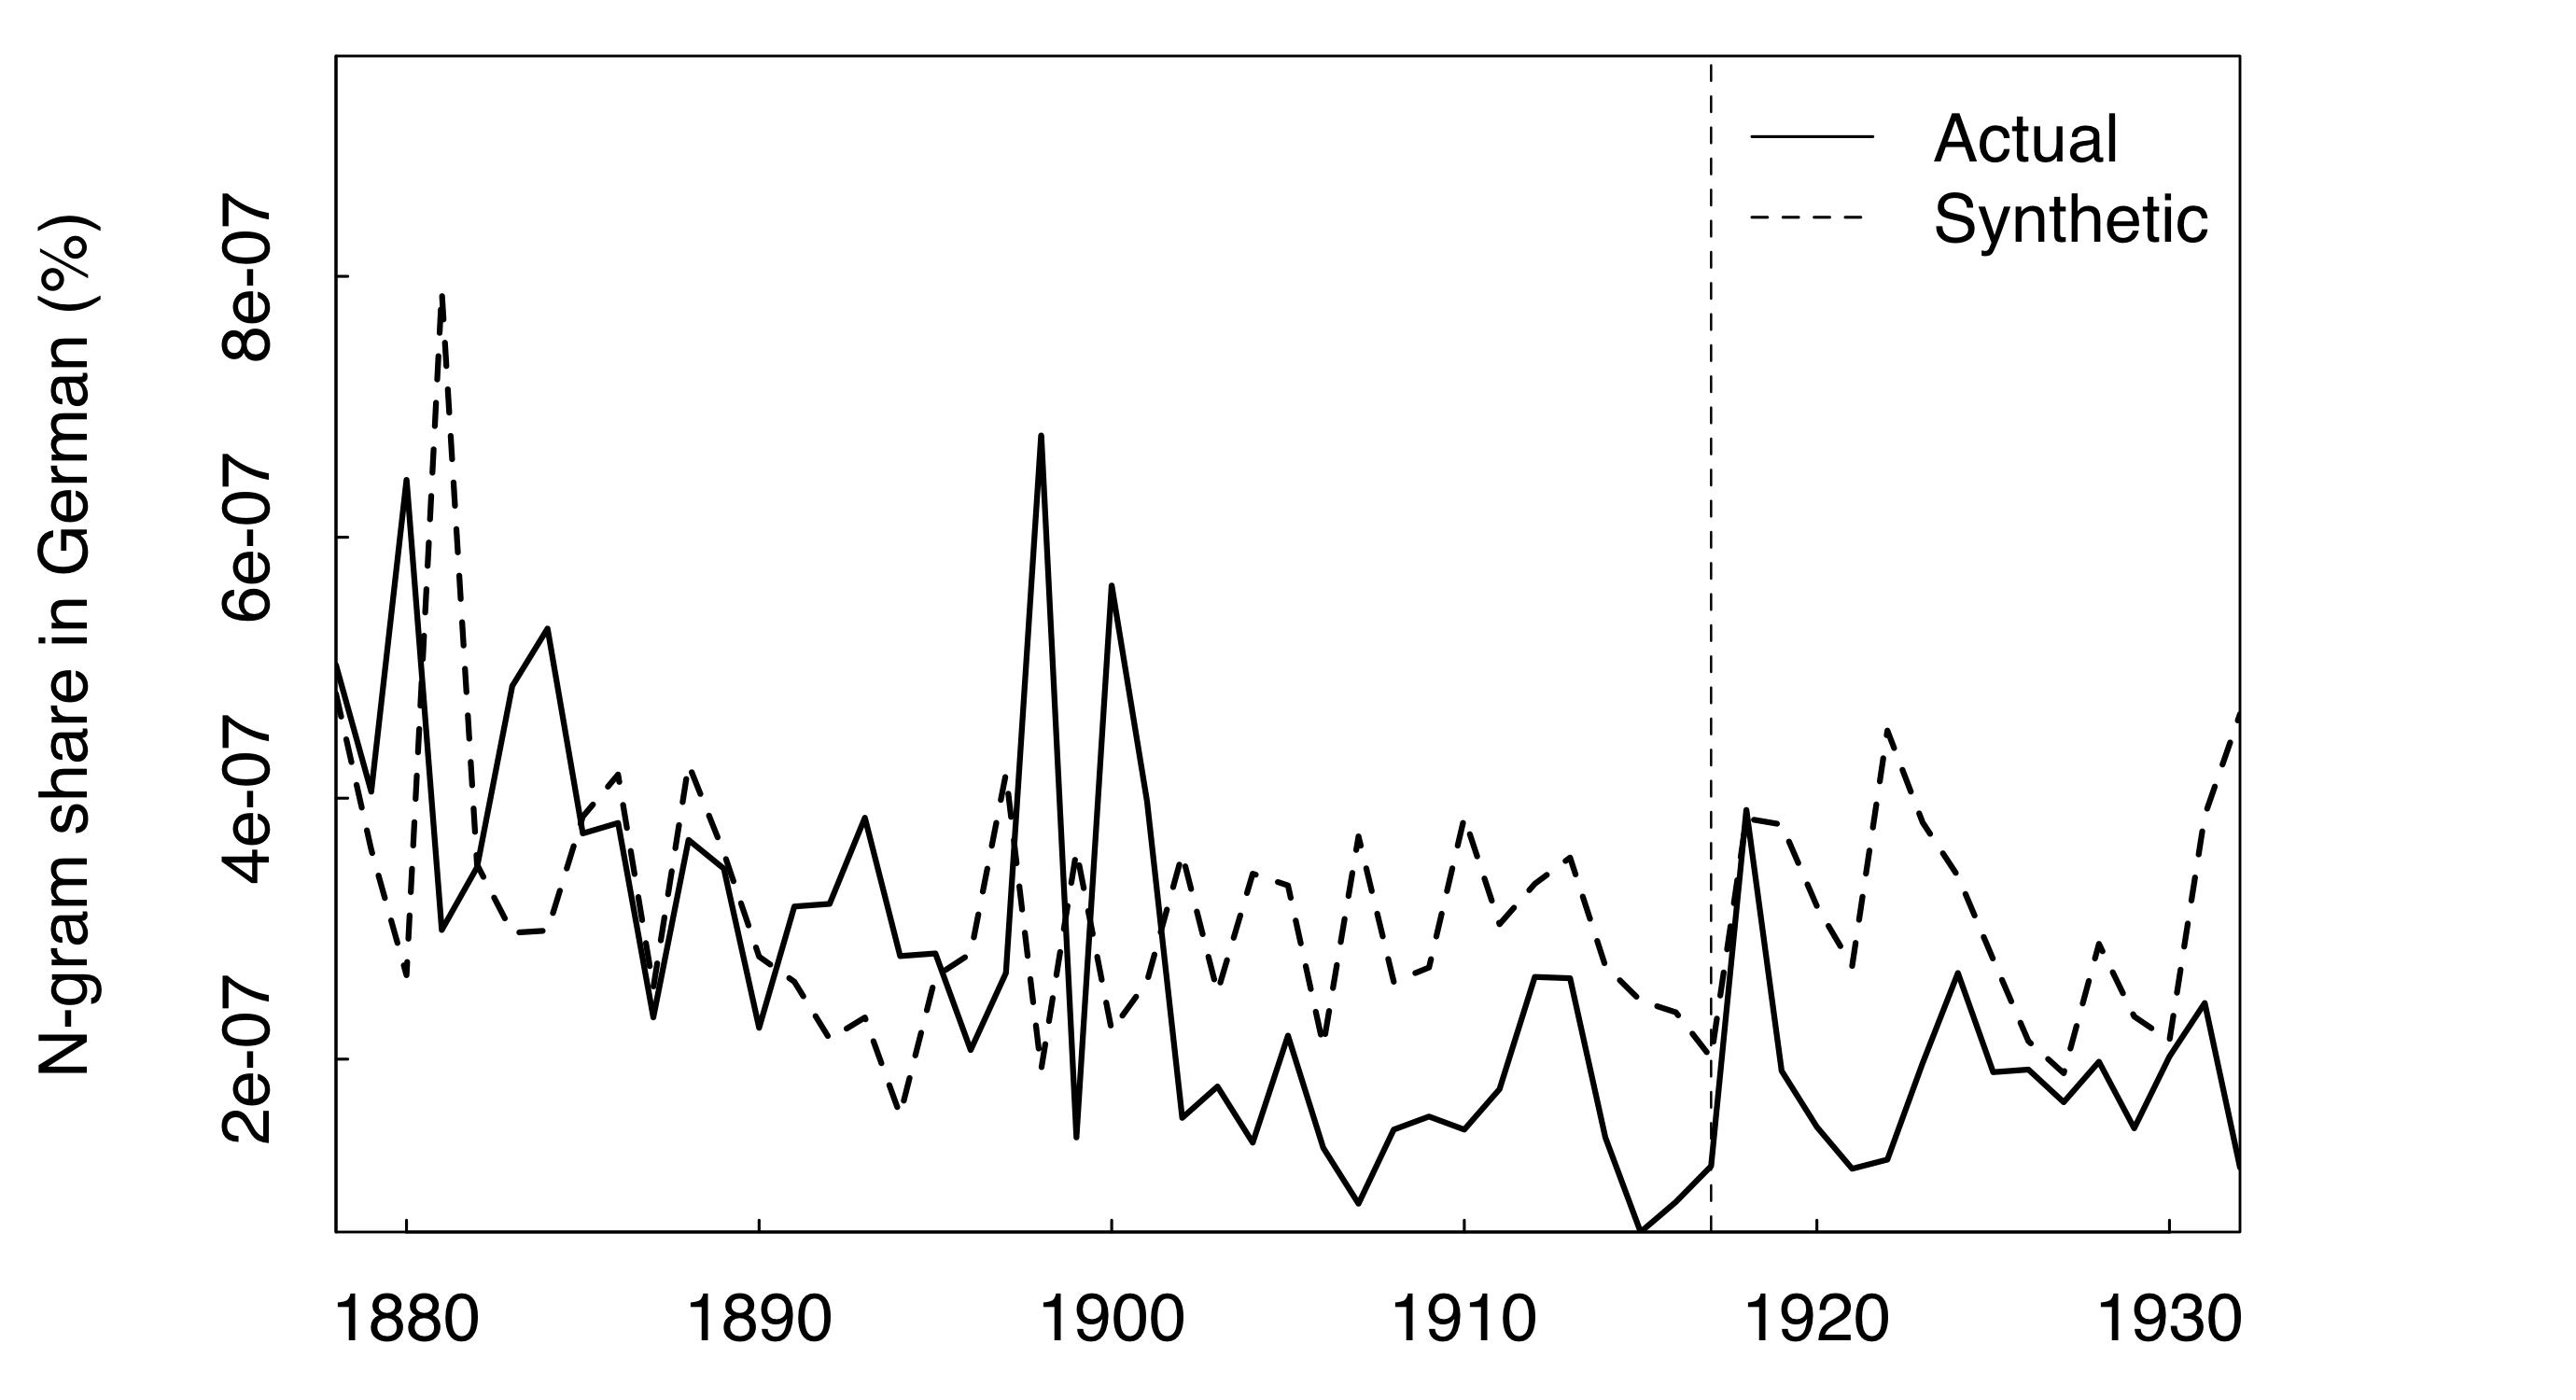 N-gram share in German (%)
8e-07
6e-07
4e-07
2e-07
Actual
Synthetic
1880 1890 1900 1910 1920 1930